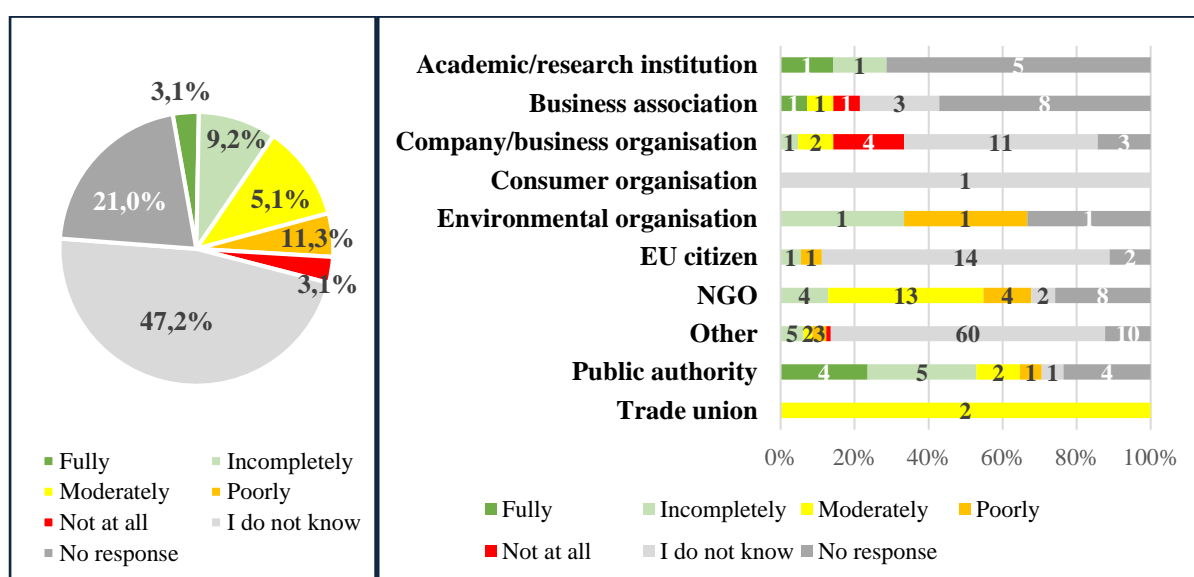 3,1%
9,2%
5,1%
11,3%
3,1%
47,2%
21,0%
Fully
Incompletely
Moderately
Poorly
Not at all
I do not know
No response
Academic/research institution 1 1 5
Business association 1 1 1 3 8
Company/business organisation 1 2 4 11 3
Consumer organisation 1
Environmental organisation 1 1 1
EU citizen 1 1 14 2
NGO 4 13 4 2 8
Other 5 2 3 60 10
Public authority 4 5 2 1 1 4
Trade union 2
0% 20% 40% 60% 80% 100%
Fully Incompletely Moderately Poorly
Not at all I do not know No response